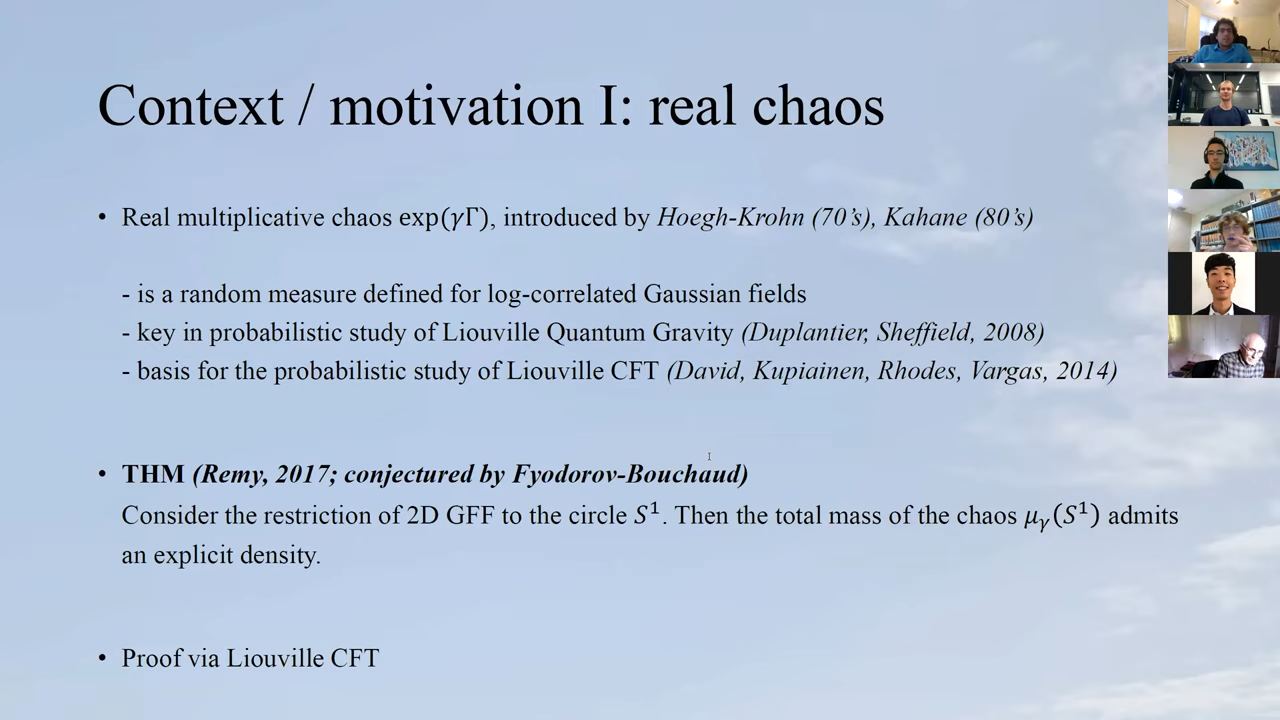 Context / motivation I: real chaos
• Real multiplicative chaos exp(γΓ), introduced by Hoegh-Krohn (70’s), Kahane (80’s)
- is a random measure defined for log-correlated Gaussian fields
- key in probabilistic study of Liouville Quantum Gravity (Duplantier, Sheffield, 2008)
- basis for the probabilistic study of Liouville CFT (David, Kupiainen, Rhodes, Vargas, 2014)
• THM (Remy, 2017; conjectured by Fyodorov-Bouchaud)
Consider the restriction of 2D GFF to the circle 𝑆¹. Then the total mass of the chaos 𝜇ᵧ(𝑆¹) admits
an explicit density.
• Proof via Liouville CFT